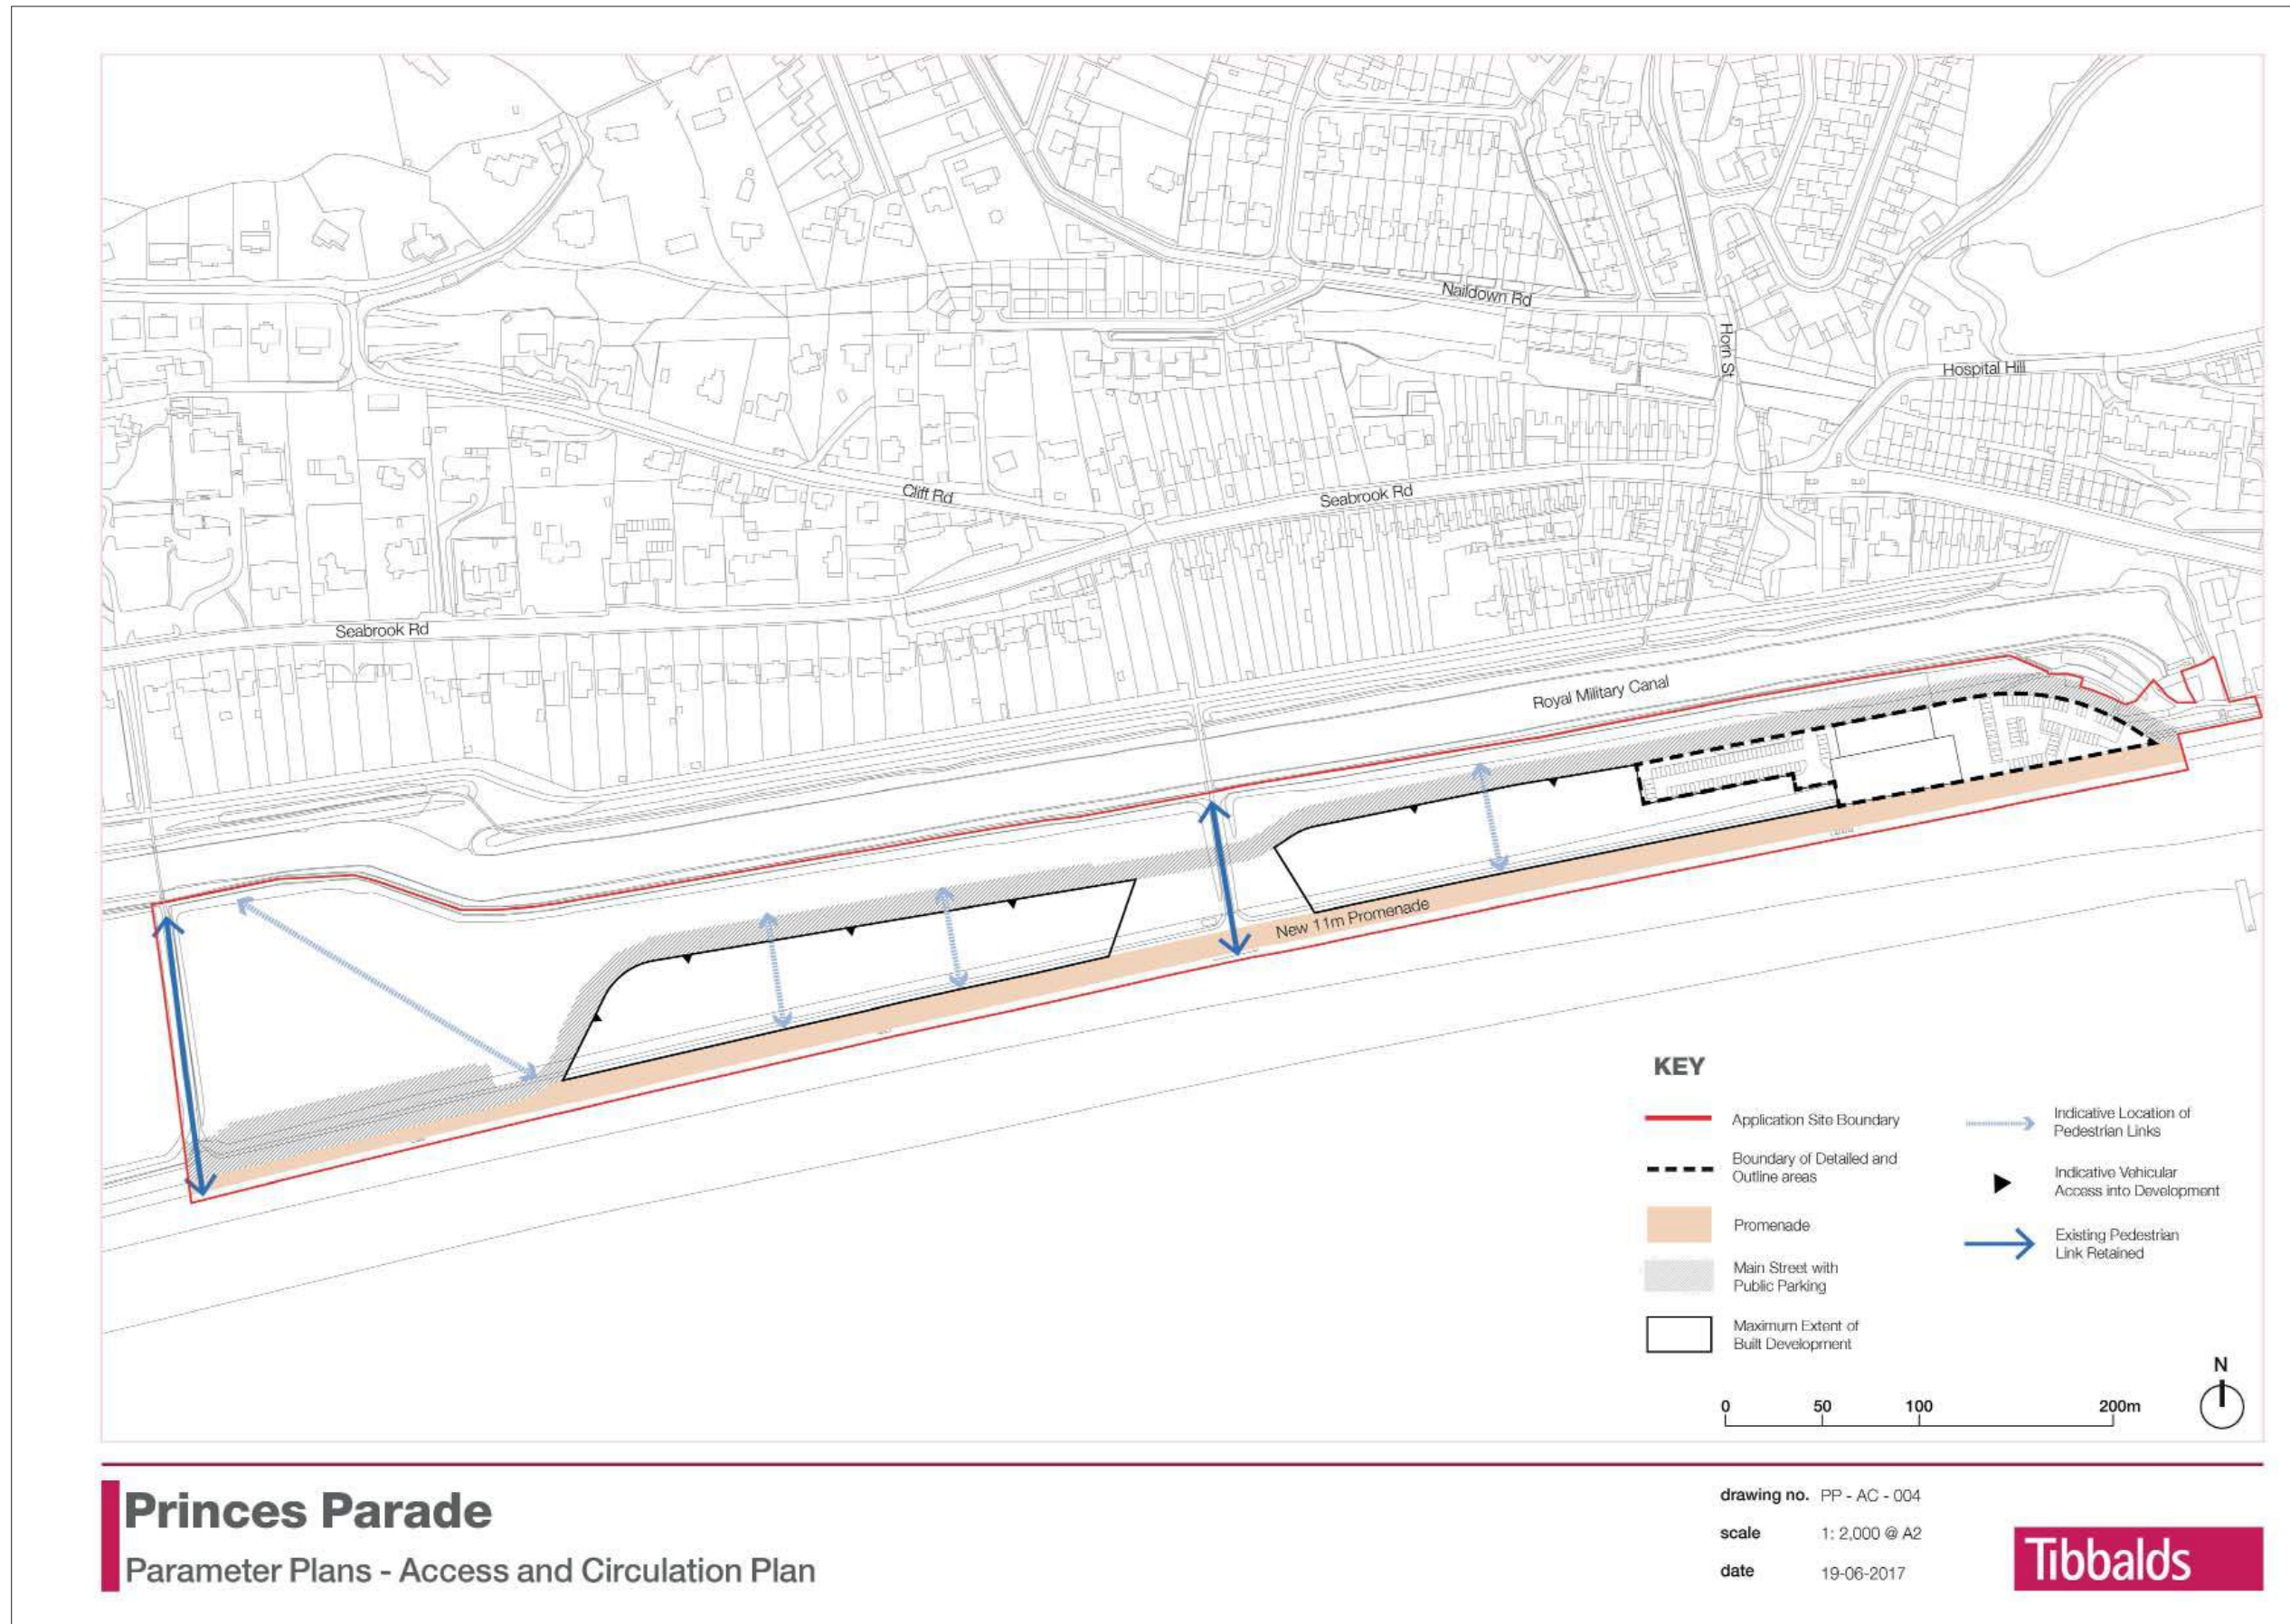 Naildown Rd
Horn St
Hospital Hill
Cliff Rd
Seabrook Rd
Seabrook Rd
Royal Military Canal
New 11m Promenade
KEY
Application Site Boundary
Boundary of Detailed and
Outline areas
Promenade
Main Street with
Public Parking
Maximum Extent of
Built Development
Indicative Location of
Pedestrian Links
Indicative Vehicular
Access into Development
Existing Pedestrian
Link Retained
0 50 100 200m
N
Princes Parade
Parameter Plans - Access and Circulation Plan
drawing no. PP - AC - 004
scale 1: 2,000 @ A2
date 19-06-2017
Tibbalds